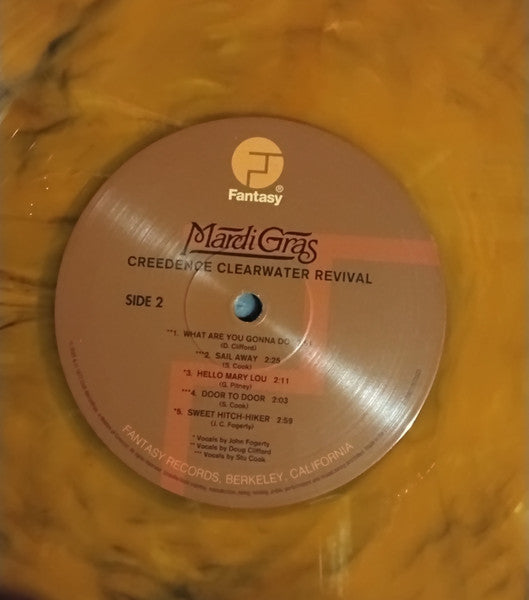 Fantasy®
Mardi Gras
CREEDENCE CLEARWATER REVIVAL
SIDE 2
**1. WHAT ARE YOU GONNA DO
(D. Clifford)
***2. SAIL AWAY 2:25
(S. Cook)
*3. HELLO MARY LOU 2:11
(G. Pitney)
***4. DOOR TO DOOR 2:03
(S. Cook)
*5. SWEET HITCH-HIKER 2:59
(J. C. Fogerty)
* Vocals by John Fogerty
** Vocals by Doug Clifford
*** Vocals by Stu Cook
FANTASY RECORDS, BERKELEY, CALIFORNIA